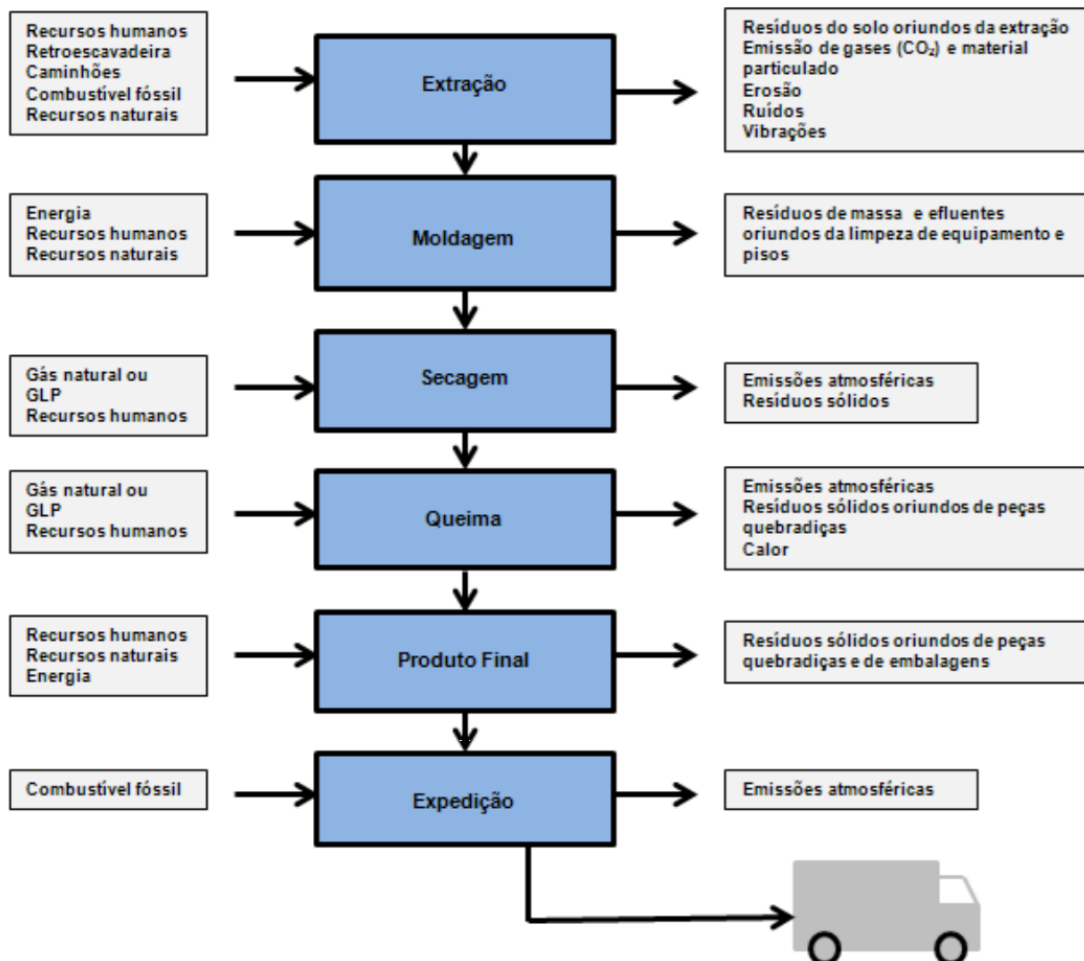 Recursos humanos
Retroescavadeira
Caminhões
Combustível fóssil
Recursos naturais
Extração
Resíduos do solo oriundos da extração
Emissão de gases (CO₂) e material
particulado
Erosão
Ruídos
Vibrações
Energia
Recursos humanos
Recursos naturais
Moldagem
Resíduos de massa e efluentes
oriundos da limpeza de equipamento e
pisos
Gás natural ou
GLP
Recursos humanos
Secagem
Emissões atmosféricas
Resíduos sólidos
Gás natural ou
GLP
Recursos humanos
Queima
Emissões atmosféricas
Resíduos sólidos oriundos de peças
quebradiças
Calor
Recursos humanos
Recursos naturais
Energia
Produto Final
Resíduos sólidos oriundos de peças
quebradiças e de embalagens
Combustível fóssil
Expedição
Emissões atmosféricas